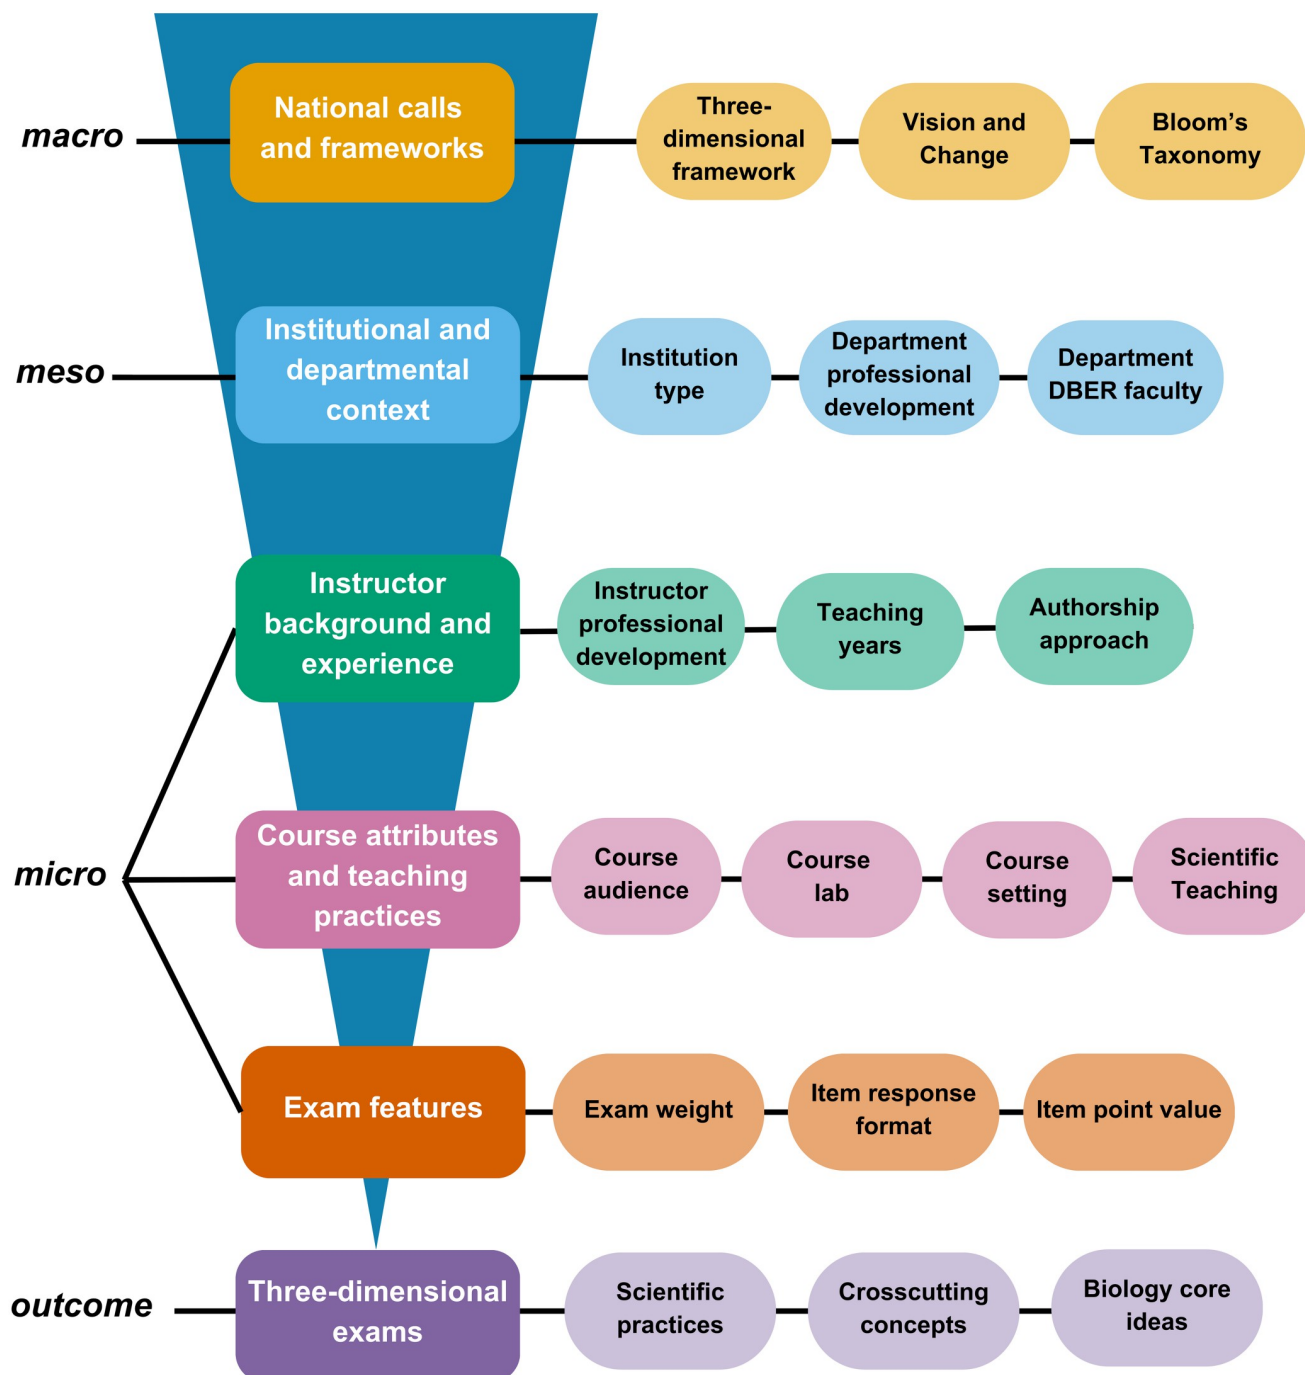 macro
National calls
and frameworks
Three-
dimensional
framework
Vision and
Change
Bloom’s
Taxonomy
meso
Institutional and
departmental
context
Institution
type
Department
professional
development
Department
DBER faculty
micro
Instructor
background and
experience
Instructor
professional
development
Teaching
years
Authorship
approach
Course attributes
and teaching
practices
Course
audience
Course
lab
Course
setting
Scientific
Teaching
Exam features
Exam weight
Item response
format
Item point value
outcome
Three-dimensional
exams
Scientific
practices
Crosscutting
concepts
Biology core
ideas